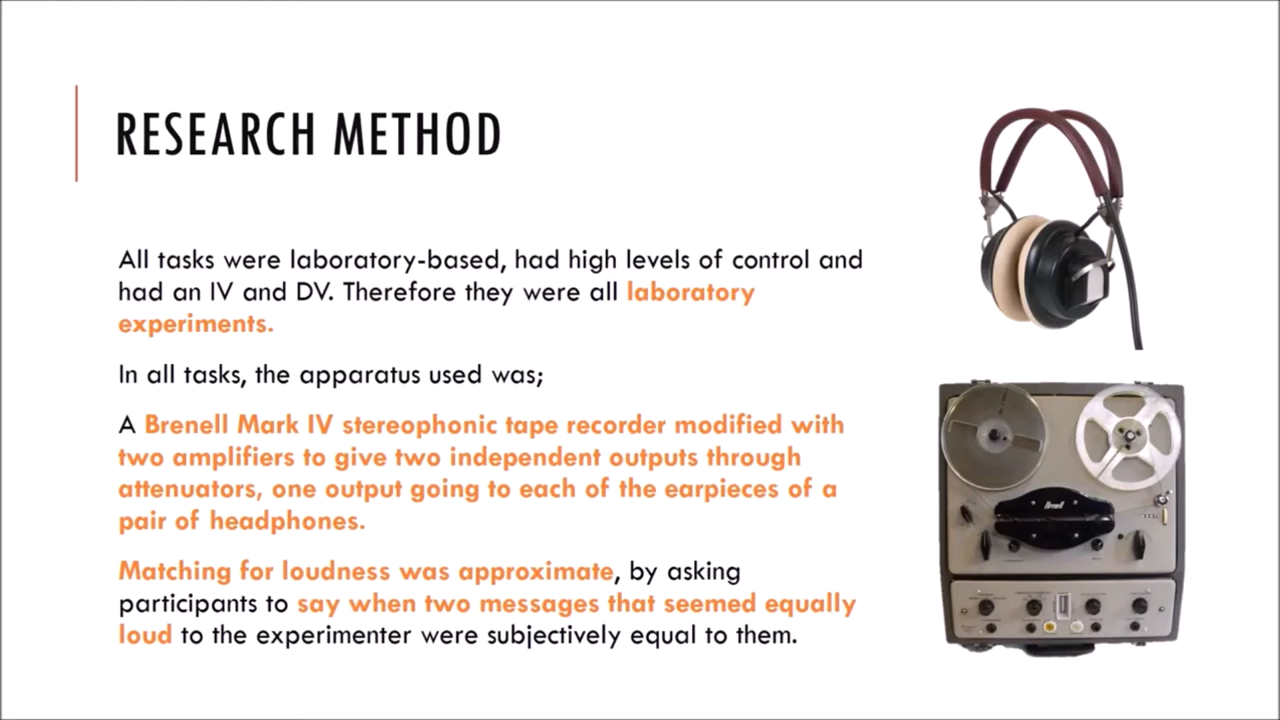 RESEARCH METHOD
All tasks were laboratory-based, had high levels of control and
had an IV and DV. Therefore they were all laboratory
experiments.
In all tasks, the apparatus used was;
A Brenell Mark IV stereophonic tape recorder modified with
two amplifiers to give two independent outputs through
attenuators, one output going to each of the earpieces of a
pair of headphones.
Matching for loudness was approximate, by asking
participants to say when two messages that seemed equally
loud to the experimenter were subjectively equal to them.
Brenell